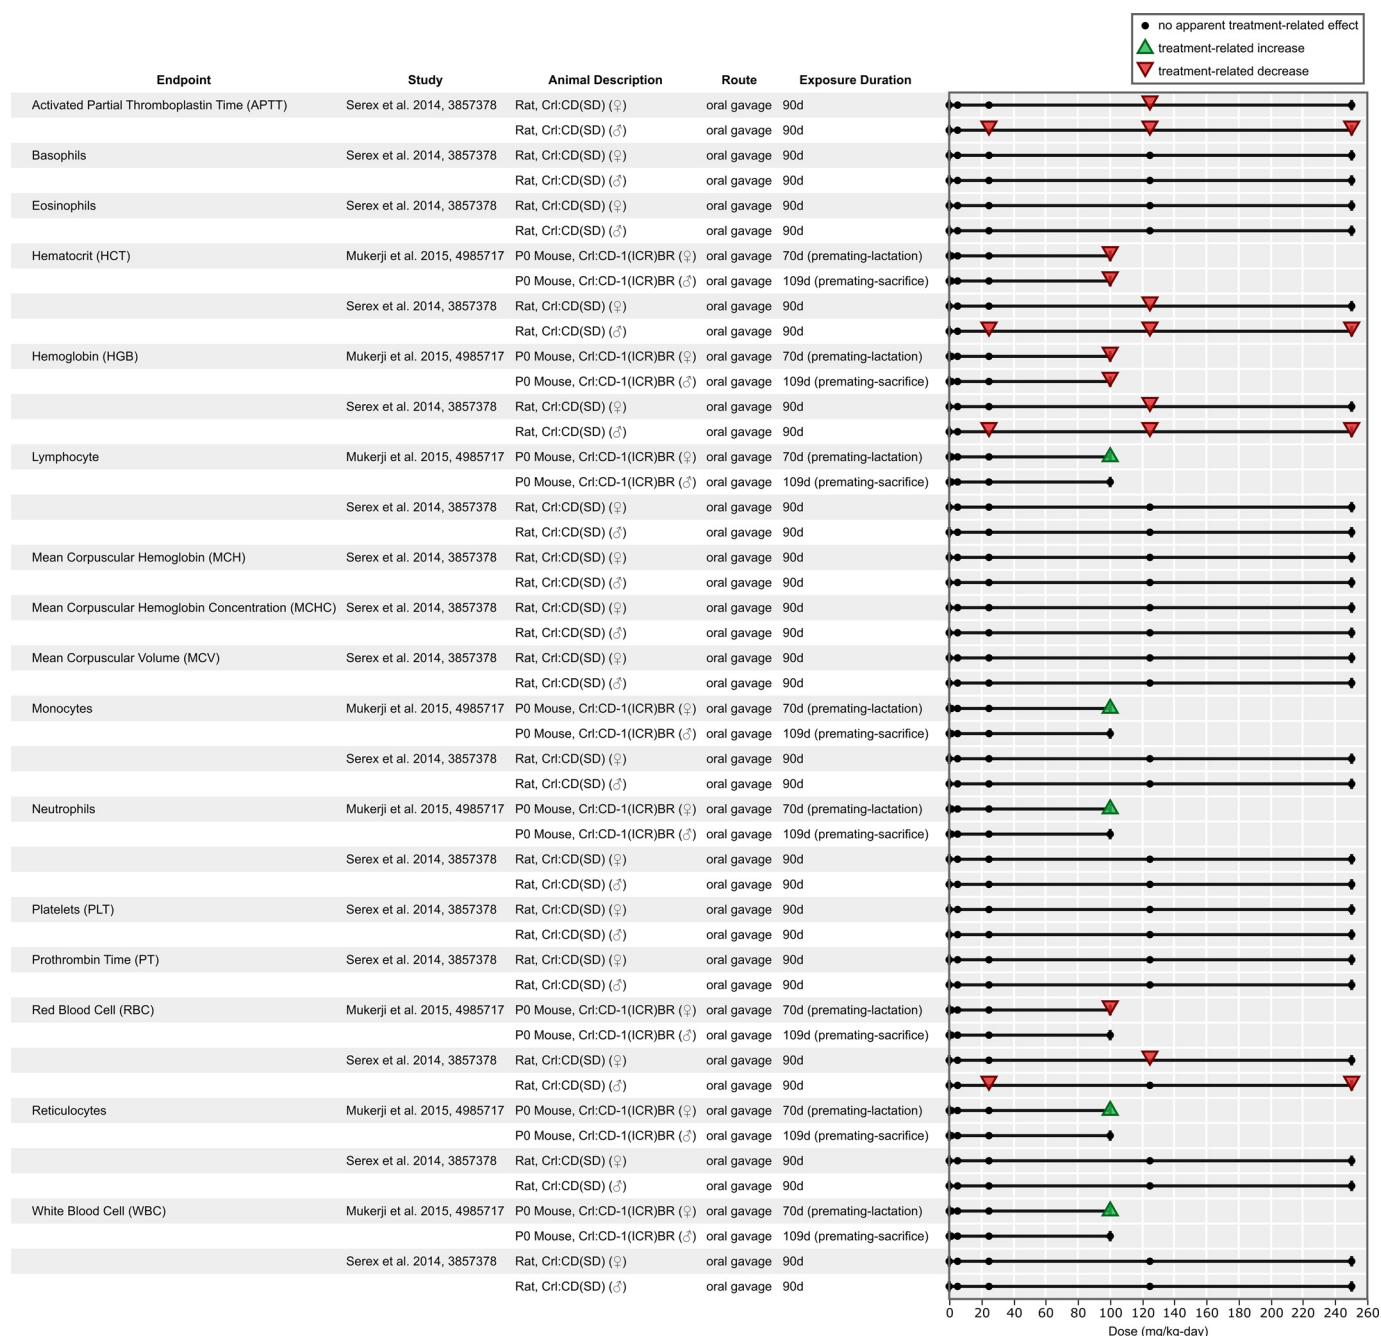 no apparent treatment-related effect
treatment-related increase
treatment-related decrease
Endpoint Study Animal Description Route Exposure Duration
Activated Partial Thromboplastin Time (APTT) Serex et al. 2014, 3857378 Rat, Crl:CD(SD) (♀) oral gavage 90d
Rat, Crl:CD(SD) (♂) oral gavage 90d
Basophils Serex et al. 2014, 3857378 Rat, Crl:CD(SD) (♀) oral gavage 90d
Rat, Crl:CD(SD) (♂) oral gavage 90d
Eosinophils Serex et al. 2014, 3857378 Rat, Crl:CD(SD) (♀) oral gavage 90d
Rat, Crl:CD(SD) (♂) oral gavage 90d
Hematocrit (HCT) Mukerji et al. 2015, 4985717 P0 Mouse, Crl:CD-1(ICR)BR (♀) oral gavage 70d (premating-lactation)
P0 Mouse, Crl:CD-1(ICR)BR (♂) oral gavage 109d (premating-sacrifice)
Serex et al. 2014, 3857378 Rat, Crl:CD(SD) (♀) oral gavage 90d
Rat, Crl:CD(SD) (♂) oral gavage 90d
Hemoglobin (HGB) Mukerji et al. 2015, 4985717 P0 Mouse, Crl:CD-1(ICR)BR (♀) oral gavage 70d (premating-lactation)
P0 Mouse, Crl:CD-1(ICR)BR (♂) oral gavage 109d (premating-sacrifice)
Serex et al. 2014, 3857378 Rat, Crl:CD(SD) (♀) oral gavage 90d
Rat, Crl:CD(SD) (♂) oral gavage 90d
Lymphocyte Mukerji et al. 2015, 4985717 P0 Mouse, Crl:CD-1(ICR)BR (♀) oral gavage 70d (premating-lactation)
P0 Mouse, Crl:CD-1(ICR)BR (♂) oral gavage 109d (premating-sacrifice)
Serex et al. 2014, 3857378 Rat, Crl:CD(SD) (♀) oral gavage 90d
Rat, Crl:CD(SD) (♂) oral gavage 90d
Mean Corpuscular Hemoglobin (MCH) Serex et al. 2014, 3857378 Rat, Crl:CD(SD) (♀) oral gavage 90d
Rat, Crl:CD(SD) (♂) oral gavage 90d
Mean Corpuscular Hemoglobin Concentration (MCHC) Serex et al. 2014, 3857378 Rat, Crl:CD(SD) (♀) oral gavage 90d
Rat, Crl:CD(SD) (♂) oral gavage 90d
Mean Corpuscular Volume (MCV) Serex et al. 2014, 3857378 Rat, Crl:CD(SD) (♀) oral gavage 90d
Rat, Crl:CD(SD) (♂) oral gavage 90d
Monocytes Mukerji et al. 2015, 4985717 P0 Mouse, Crl:CD-1(ICR)BR (♀) oral gavage 70d (premating-lactation)
P0 Mouse, Crl:CD-1(ICR)BR (♂) oral gavage 109d (premating-sacrifice)
Serex et al. 2014, 3857378 Rat, Crl:CD(SD) (♀) oral gavage 90d
Rat, Crl:CD(SD) (♂) oral gavage 90d
Neutrophils Mukerji et al. 2015, 4985717 P0 Mouse, Crl:CD-1(ICR)BR (♀) oral gavage 70d (premating-lactation)
P0 Mouse, Crl:CD-1(ICR)BR (♂) oral gavage 109d (premating-sacrifice)
Serex et al. 2014, 3857378 Rat, Crl:CD(SD) (♀) oral gavage 90d
Rat, Crl:CD(SD) (♂) oral gavage 90d
Platelets (PLT) Serex et al. 2014, 3857378 Rat, Crl:CD(SD) (♀) oral gavage 90d
Rat, Crl:CD(SD) (♂) oral gavage 90d
Prothrombin Time (PT) Serex et al. 2014, 3857378 Rat, Crl:CD(SD) (♀) oral gavage 90d
Rat, Crl:CD(SD) (♂) oral gavage 90d
Red Blood Cell (RBC) Mukerji et al. 2015, 4985717 P0 Mouse, Crl:CD-1(ICR)BR (♀) oral gavage 70d (premating-lactation)
P0 Mouse, Crl:CD-1(ICR)BR (♂) oral gavage 109d (premating-sacrifice)
Serex et al. 2014, 3857378 Rat, Crl:CD(SD) (♀) oral gavage 90d
Rat, Crl:CD(SD) (♂) oral gavage 90d
Reticulocytes Mukerji et al. 2015, 4985717 P0 Mouse, Crl:CD-1(ICR)BR (♀) oral gavage 70d (premating-lactation)
P0 Mouse, Crl:CD-1(ICR)BR (♂) oral gavage 109d (premating-sacrifice)
Serex et al. 2014, 3857378 Rat, Crl:CD(SD) (♀) oral gavage 90d
Rat, Crl:CD(SD) (♂) oral gavage 90d
White Blood Cell (WBC) Mukerji et al. 2015, 4985717 P0 Mouse, Crl:CD-1(ICR)BR (♀) oral gavage 70d (premating-lactation)
P0 Mouse, Crl:CD-1(ICR)BR (♂) oral gavage 109d (premating-sacrifice)
Serex et al. 2014, 3857378 Rat, Crl:CD(SD) (♀) oral gavage 90d
Rat, Crl:CD(SD) (♂) oral gavage 90d
0 20 40 60 80 100 120 140 160 180 200 220 240 260
Dose (mg/kg-day)